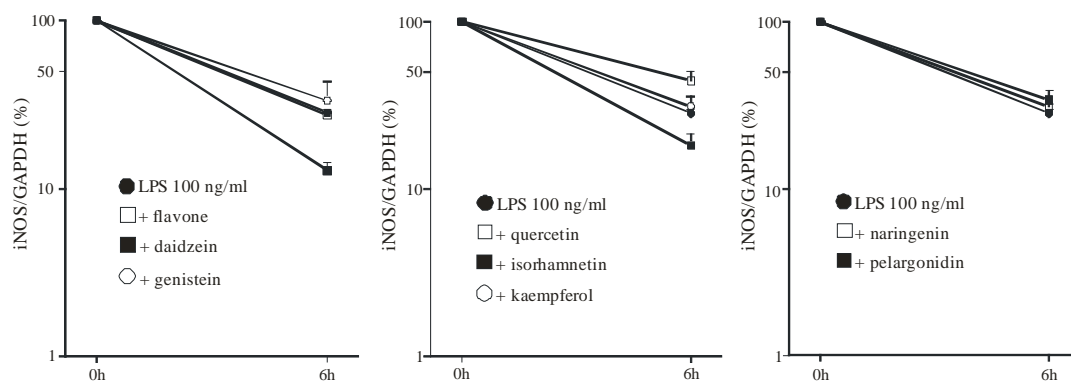 100
50
10
1
iNOS/GAPDH (%)
LPS 100 ng/ml
+ flavone
+ daidzein
+ genistein
0h
6h
100
50
10
1
iNOS/GAPDH (%)
LPS 100 ng/ml
+ quercetin
+ isorhamnetin
+ kaempferol
0h
6h
100
50
10
1
iNOS/GAPDH (%)
LPS 100 ng/ml
+ naringenin
+ pelargonidin
0h
6h